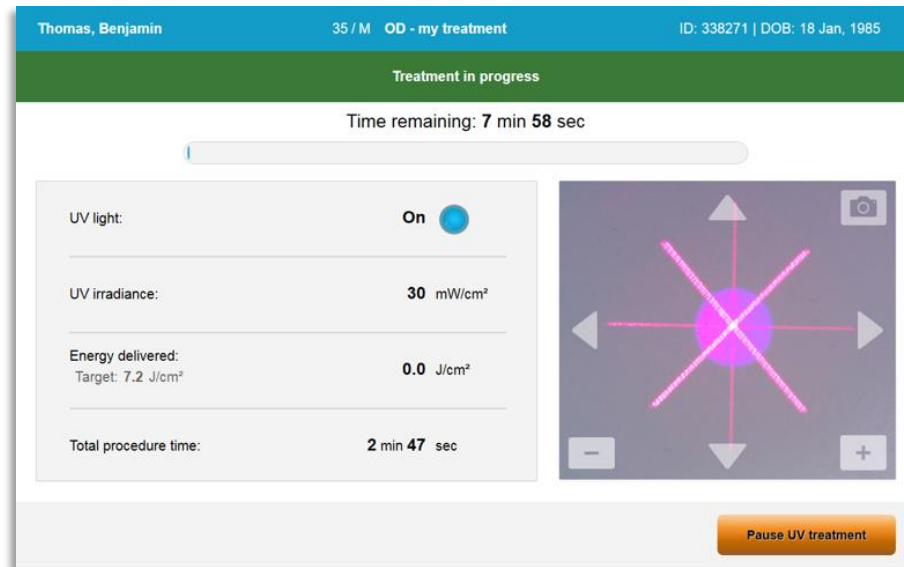 Thomas, Benjamin 35 / M OD - my treatment ID: 338271 | DOB: 18 Jan, 1985
Treatment in progress
Time remaining: 7 min 58 sec
UV light: On
UV irradiance: 30 mW/cm²
Energy delivered: 0.0 J/cm²
Target: 7.2 J/cm²
Total procedure time: 2 min 47 sec
Pause UV treatment